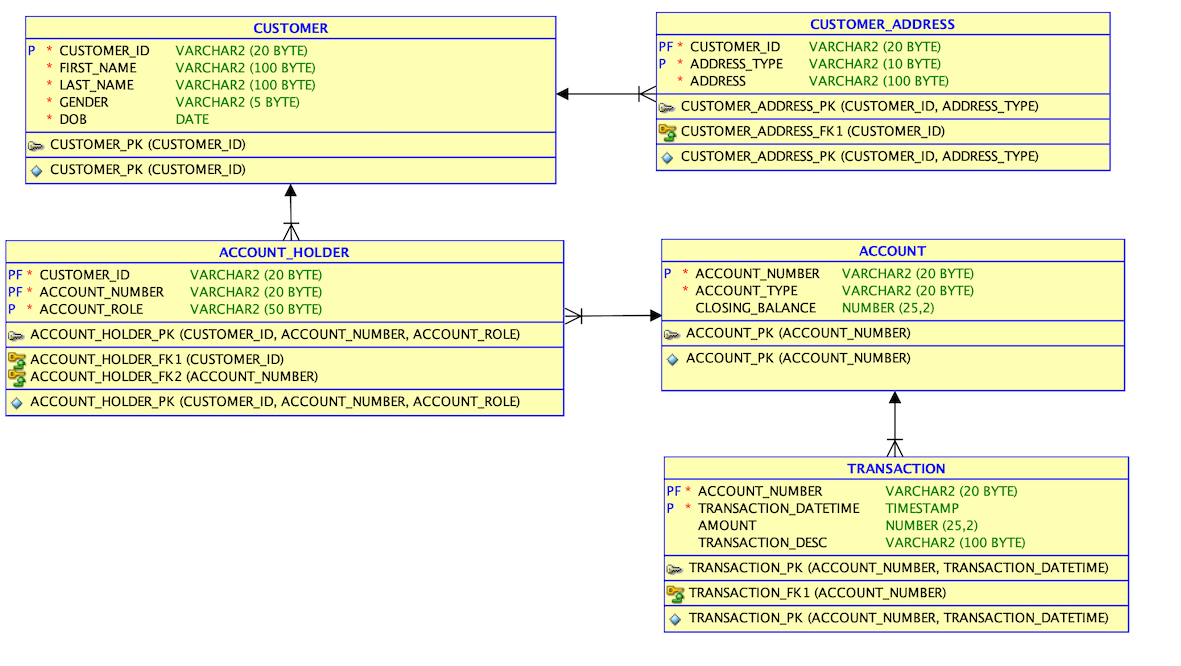 CUSTOMER
P * CUSTOMER_ID VARCHAR2 (20 BYTE)
* FIRST_NAME VARCHAR2 (100 BYTE)
* LAST_NAME VARCHAR2 (100 BYTE)
* GENDER VARCHAR2 (5 BYTE)
* DOB DATE
CUSTOMER_PK (CUSTOMER_ID)
CUSTOMER_PK (CUSTOMER_ID)
CUSTOMER_ADDRESS
PF * CUSTOMER_ID VARCHAR2 (20 BYTE)
P * ADDRESS_TYPE VARCHAR2 (10 BYTE)
* ADDRESS VARCHAR2 (100 BYTE)
CUSTOMER_ADDRESS_PK (CUSTOMER_ID, ADDRESS_TYPE)
CUSTOMER_ADDRESS_FK1 (CUSTOMER_ID)
CUSTOMER_ADDRESS_PK (CUSTOMER_ID, ADDRESS_TYPE)
ACCOUNT_HOLDER
PF * CUSTOMER_ID VARCHAR2 (20 BYTE)
PF * ACCOUNT_NUMBER VARCHAR2 (20 BYTE)
P * ACCOUNT_ROLE VARCHAR2 (50 BYTE)
ACCOUNT_HOLDER_PK (CUSTOMER_ID, ACCOUNT_NUMBER, ACCOUNT_ROLE)
ACCOUNT_HOLDER_FK1 (CUSTOMER_ID)
ACCOUNT_HOLDER_FK2 (ACCOUNT_NUMBER)
ACCOUNT_HOLDER_PK (CUSTOMER_ID, ACCOUNT_NUMBER, ACCOUNT_ROLE)
ACCOUNT
P * ACCOUNT_NUMBER VARCHAR2 (20 BYTE)
* ACCOUNT_TYPE VARCHAR2 (20 BYTE)
CLOSING_BALANCE NUMBER (25,2)
ACCOUNT_PK (ACCOUNT_NUMBER)
ACCOUNT_PK (ACCOUNT_NUMBER)
TRANSACTION
PF * ACCOUNT_NUMBER VARCHAR2 (20 BYTE)
P * TRANSACTION_DATETIME TIMESTAMP
AMOUNT NUMBER (25,2)
TRANSACTION_DESC VARCHAR2 (100 BYTE)
TRANSACTION_PK (ACCOUNT_NUMBER, TRANSACTION_DATETIME)
TRANSACTION_FK1 (ACCOUNT_NUMBER)
TRANSACTION_PK (ACCOUNT_NUMBER, TRANSACTION_DATETIME)